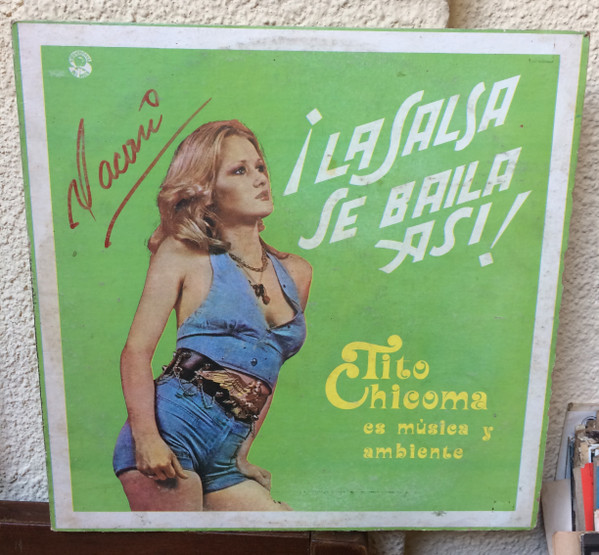 ¡LA SALSA
SE BAILA
ASI!
Tito
Chicoma
es música y
ambiente